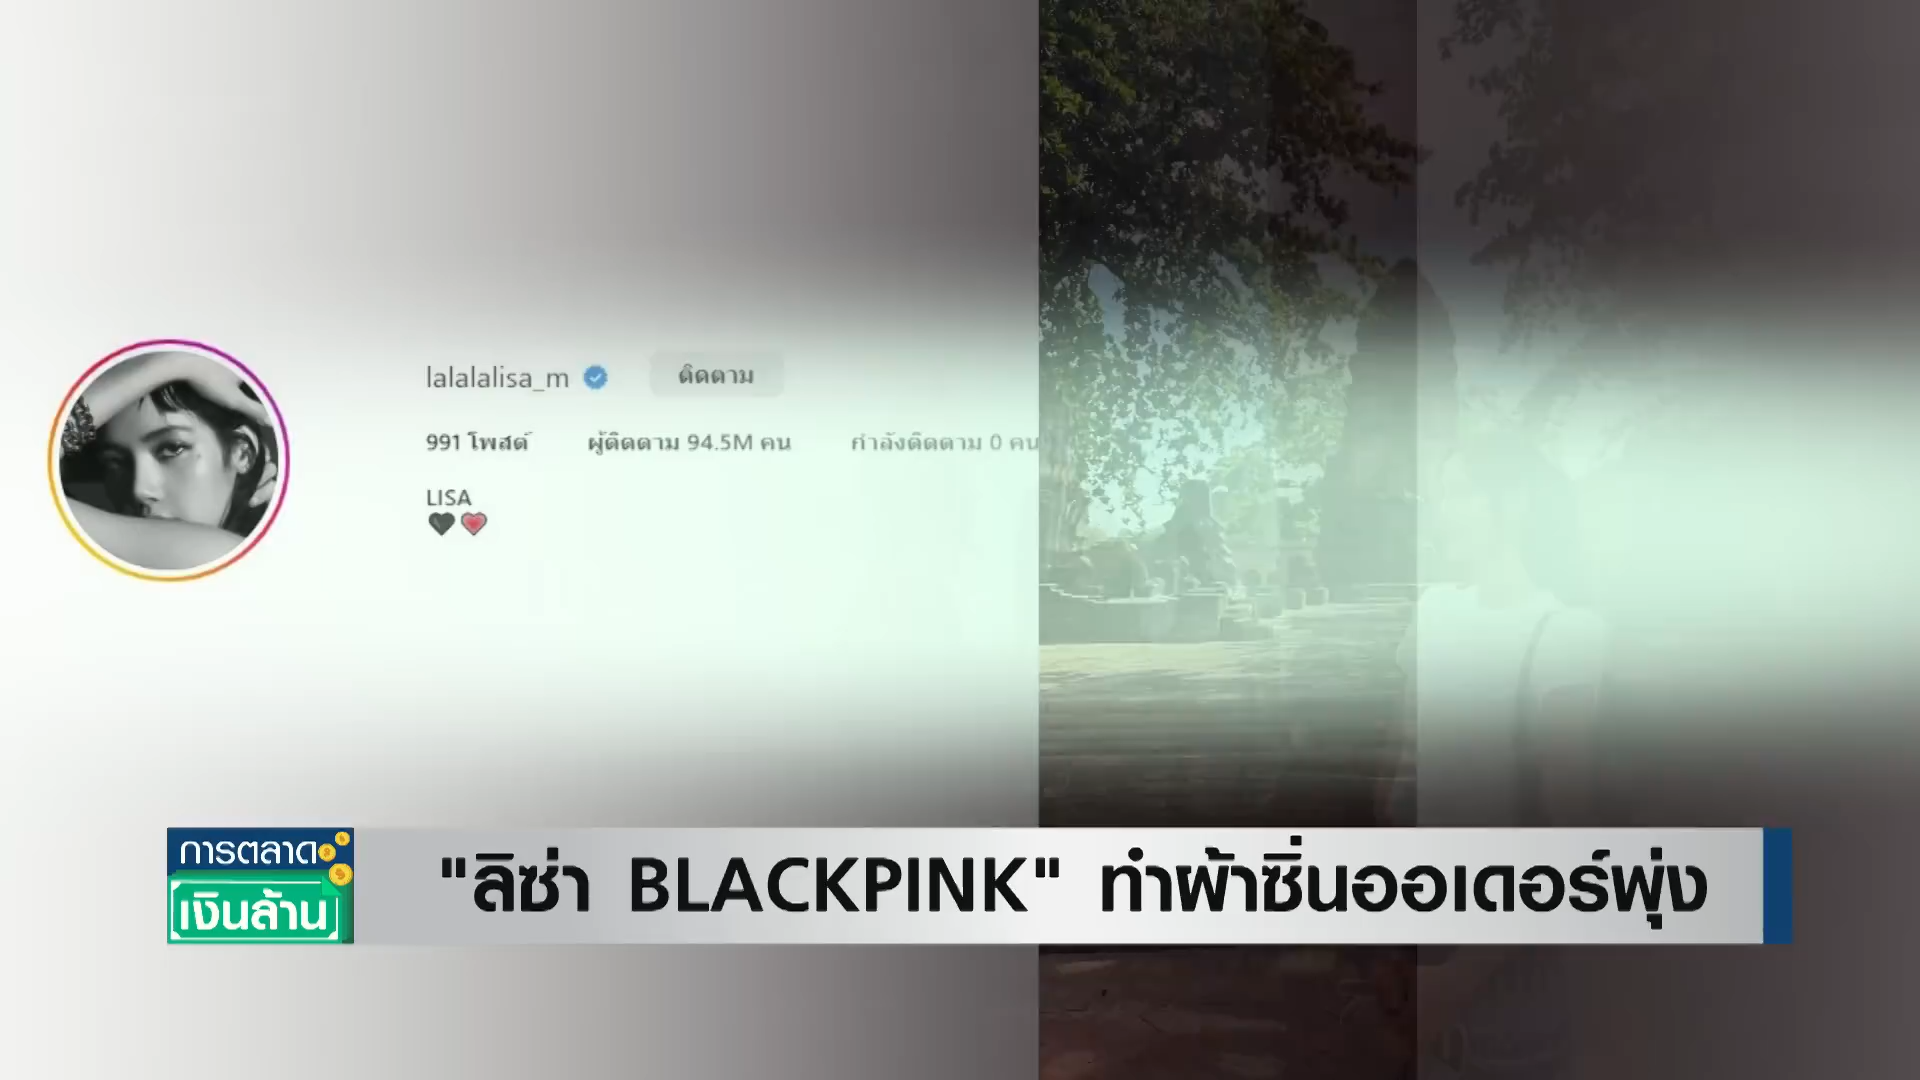 lalalalisa_m ติดตาม
991 โพสต์ ผู้ติดตาม 94.5M คน กำลังติดตาม 0 คน
LISA
🖤❤️
การตลาด
เงินล้าน
"ลิซ่า BLACKPINK" ทำผ้าซิ่นออเดอร์พุ่ง